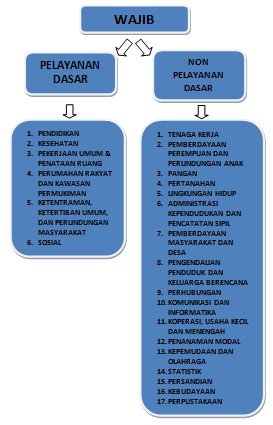 WAJIB
PELAYANAN
DASAR
NON
PELAYANAN
DASAR
1. PENDIDIKAN
2. KESEHATAN
3. PEKERJAAN UMUM &
PENATAAN RUANG
4. PERUMAHAN RAKYAT
DAN KAWASAN
PERMUKIMAN
5. KETENTRAMAN,
KETERTIBAN UMUM,
DAN PERLINDUNGAN
MASYARAKAT
6. SOSIAL
1. TENAGA KERJA
2. PEMBERDAYAAN
PEREMPUAN DAN
PERLINDUNGAN ANAK
3. PANGAN
4. PERTANAHAN
5. LINGKUNGAN HIDUP
6. ADMINISTRASI
KEPENDUDUKAN DAN
PENCATATAN SIPIL
7. PEMBERDAYAAN
MASYARAKAT DAN
DESA
8. PENGENDALIAN
PENDUDUK DAN
KELUARGA BERENCANA
9. PERHUBUNGAN
10. KOMUNIKASI DAN
INFORMATIKA
11. KOPERASI, USAHA KECIL
DAN MENENGAH
12. PENANAMAN MODAL
13. KEPEMUDAAN DAN
OLAHRAGA
14. STATISTIK
15. PERSANDIAN
16. KEBUDAYAAN
17. PERPUSTAKAAN